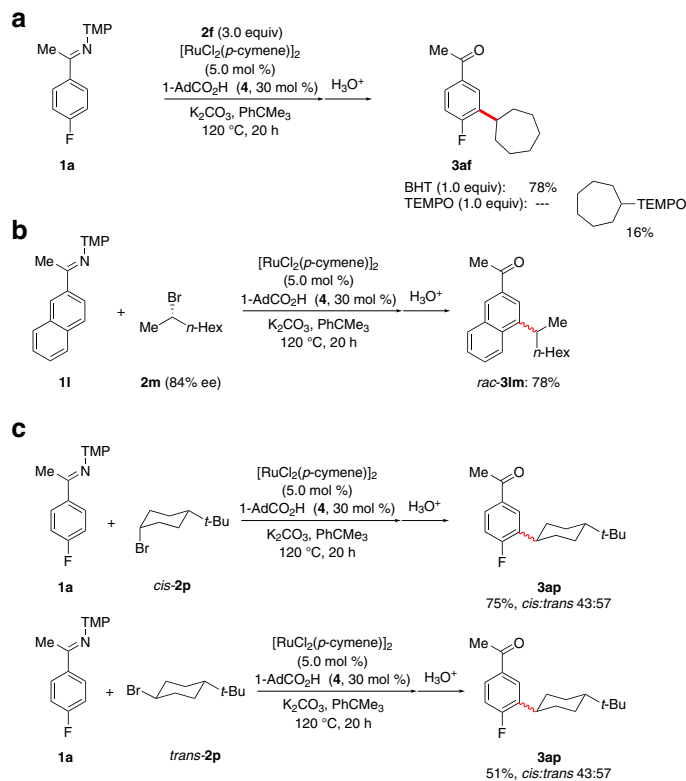 a
TMP
Me
N
F
1a
2f (3.0 equiv)
[RuCl2(p-cymene)]2
(5.0 mol %)
1-AdCO2H (4, 30 mol %)
K2CO3, PhCMe3
120 °C, 20 h
H3O+
Me
O
F
3af
BHT (1.0 equiv): 78%
TEMPO (1.0 equiv): ---
TEMPO
16%
b
TMP
Me
N
1l
+
Br
Me
n-Hex
2m (84% ee)
[RuCl2(p-cymene)]2
(5.0 mol %)
1-AdCO2H (4, 30 mol %)
K2CO3, PhCMe3
120 °C, 20 h
H3O+
Me
O
Me
n-Hex
rac-3lm: 78%
c
TMP
Me
N
F
1a
+
t-Bu
Br
cis-2p
[RuCl2(p-cymene)]2
(5.0 mol %)
1-AdCO2H (4, 30 mol %)
K2CO3, PhCMe3
120 °C, 20 h
H3O+
Me
O
t-Bu
F
3ap
75%, cis:trans 43:57
TMP
Me
N
F
1a
+
Br
t-Bu
trans-2p
[RuCl2(p-cymene)]2
(5.0 mol %)
1-AdCO2H (4, 30 mol %)
K2CO3, PhCMe3
120 °C, 20 h
H3O+
Me
O
t-Bu
F
3ap
51%, cis:trans 43:57